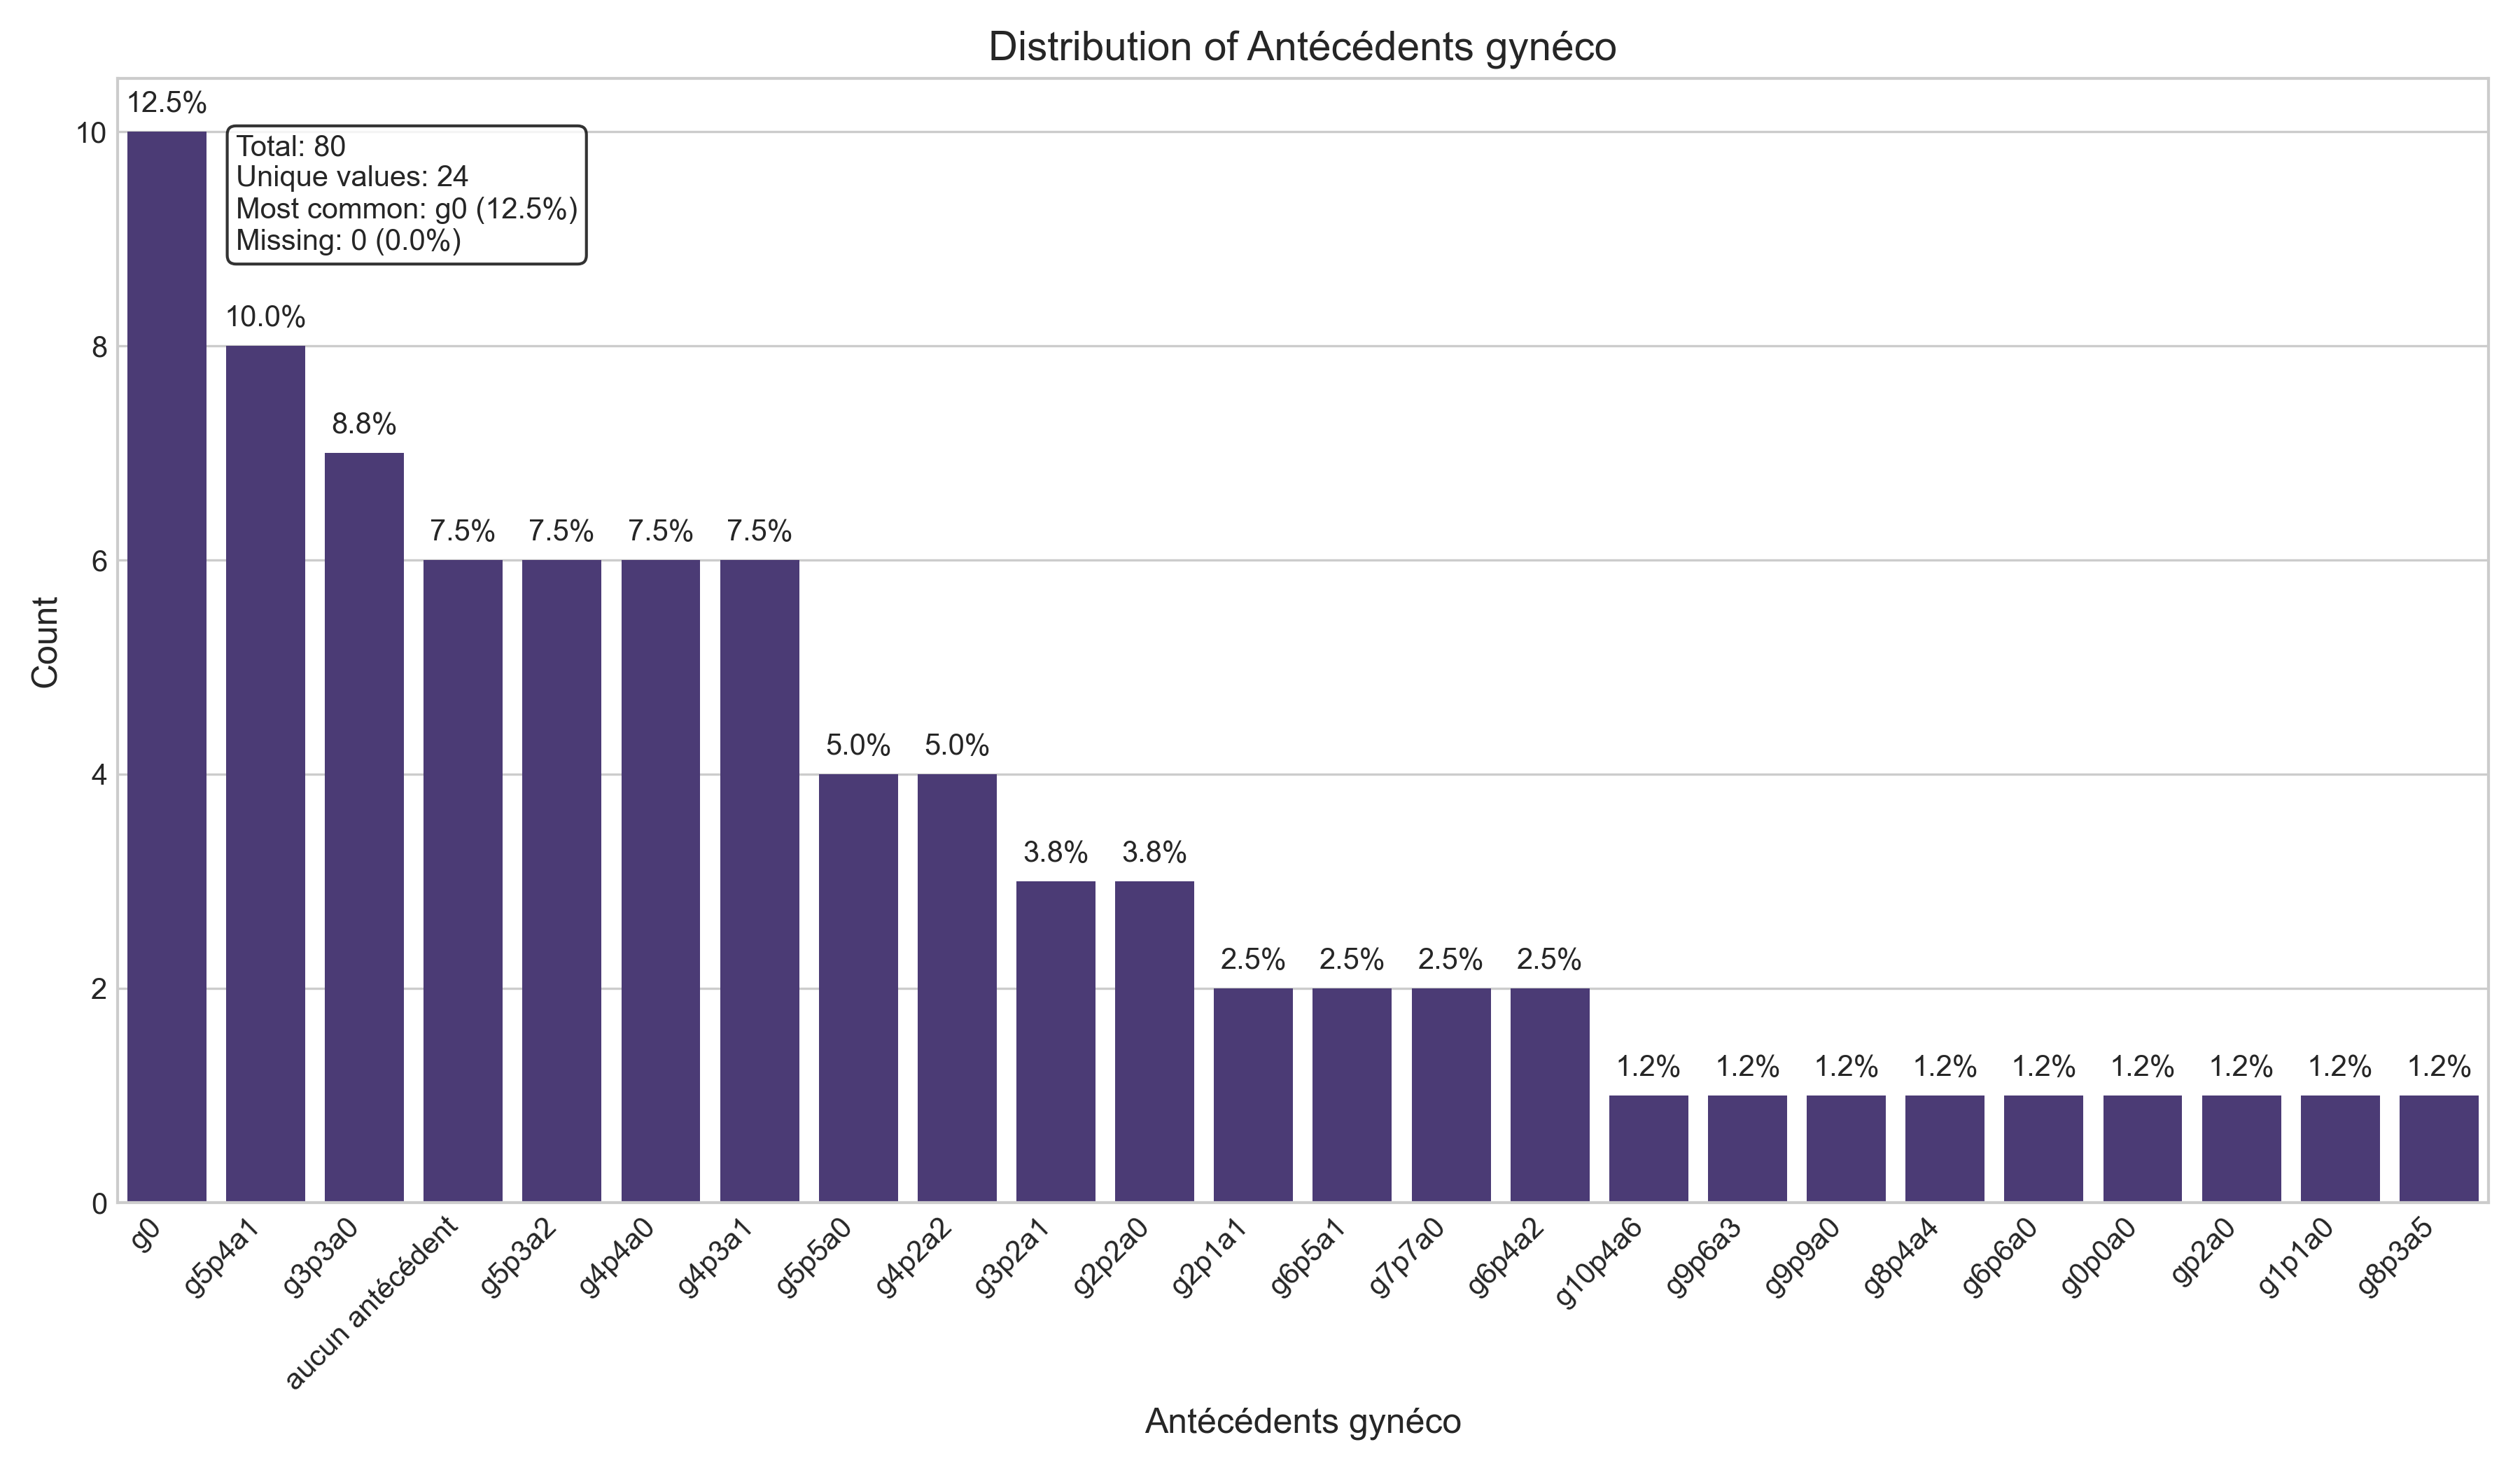 Distribution of Antécédents gynéco
12.5%
Total: 80
Unique values: 24
Most common: g0 (12.5%)
Missing: 0 (0.0%)
10.0%
8.8%
7.5% 7.5% 7.5% 7.5%
5.0% 5.0%
3.8% 3.8%
2.5% 2.5% 2.5% 2.5%
1.2% 1.2% 1.2% 1.2% 1.2% 1.2% 1.2% 1.2% 1.2%
Count
10
8
6
4
2
0
g0
g5p4a1
g3p3a0
aucun antécédent
g5p3a2
g4p4a0
g4p3a1
g5p5a0
g4p2a2
g3p2a1
g2p2a0
g2p1a1
g6p5a1
g7p7a0
g6p4a2
g10p4a6
g9p6a3
g9p9a0
g8p4a4
g6p6a0
g0p0a0
gp2a0
g1p1a0
g8p3a5
Antécédents gynéco